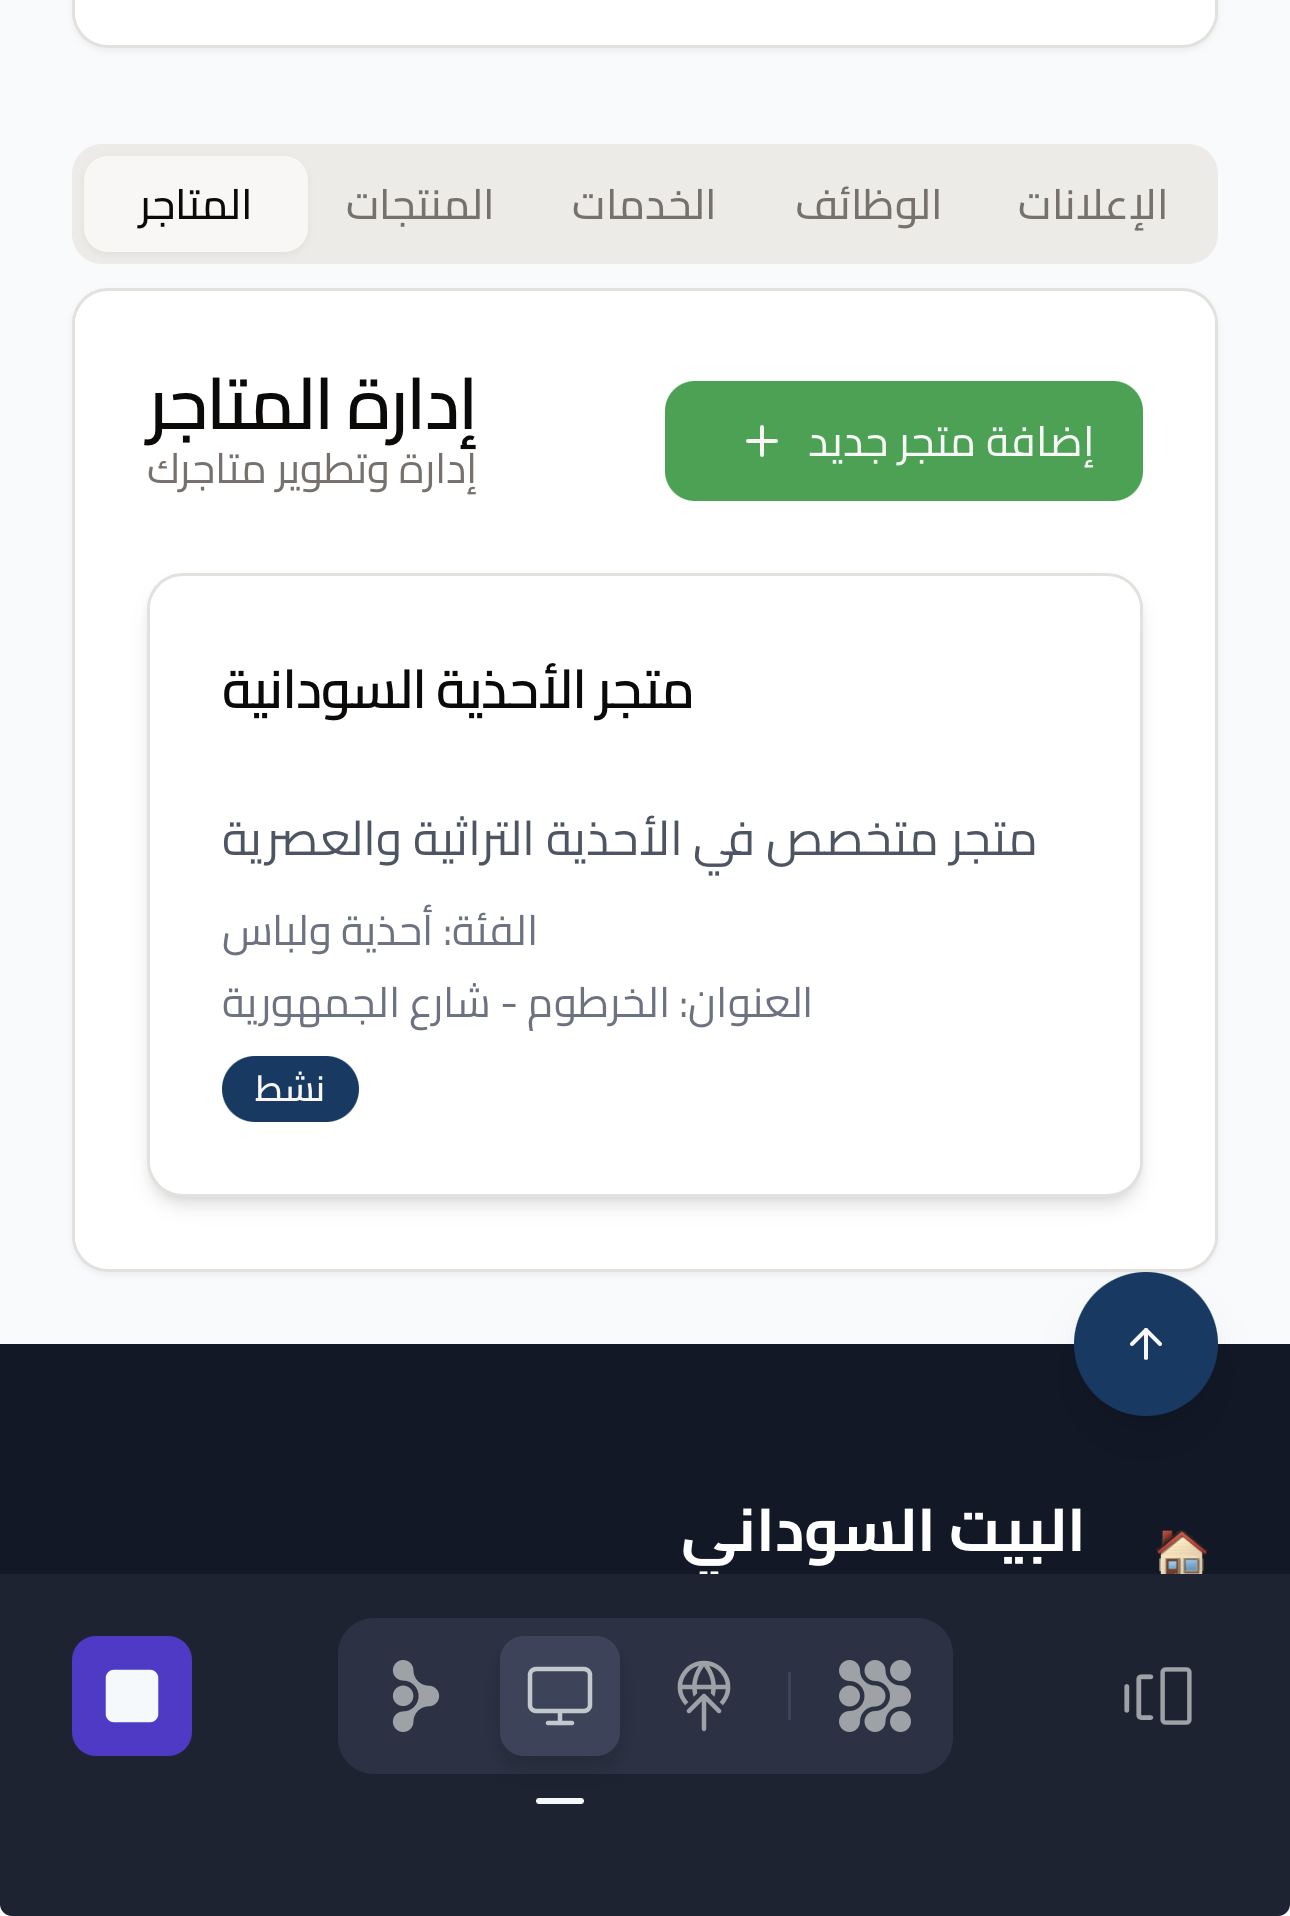 الإعلانات
الوظائف
الخدمات
المنتجات
المتاجر
إدارة المتاجر
إدارة وتطوير متاجرك
إضافة متجر جديد
متجر الأحذية السودانية
متجر متخصص في الأحذية التراثية والعصرية
الفئة: أحذية ولباس
العنوان: الخرطوم - شارع الجمهورية
نشط
البيت السوداني